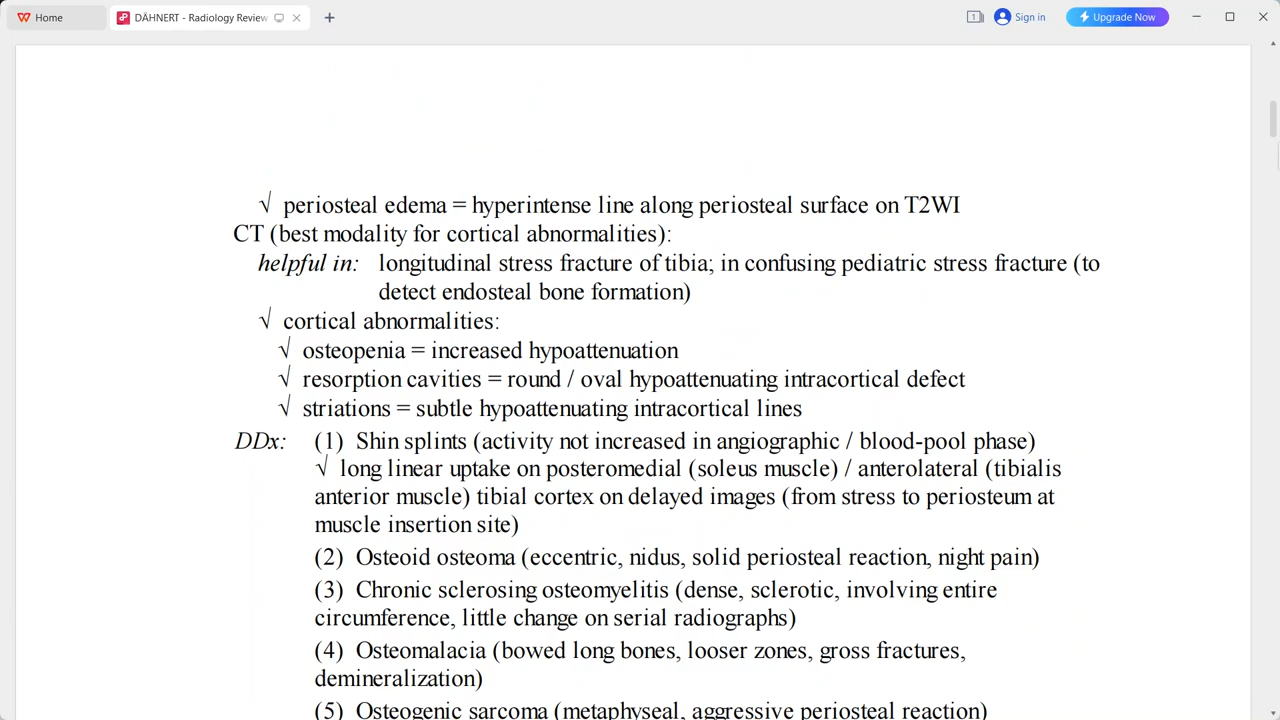 Home
DÄHNERT - Radiology Review
1
Sign in
Upgrade Now
√ periosteal edema = hyperintense line along periosteal surface on T2WI
CT (best modality for cortical abnormalities):
helpful in: longitudinal stress fracture of tibia; in confusing pediatric stress fracture (to
detect endosteal bone formation)
√ cortical abnormalities:
√ osteopenia = increased hypoattenuation
√ resorption cavities = round / oval hypoattenuating intracortical defect
√ striations = subtle hypoattenuating intracortical lines
DDx: (1) Shin splints (activity not increased in angiographic / blood-pool phase)
√ long linear uptake on posteromedial (soleus muscle) / anterolateral (tibialis
anterior muscle) tibial cortex on delayed images (from stress to periosteum at
muscle insertion site)
(2) Osteoid osteoma (eccentric, nidus, solid periosteal reaction, night pain)
(3) Chronic sclerosing osteomyelitis (dense, sclerotic, involving entire
circumference, little change on serial radiographs)
(4) Osteomalacia (bowed long bones, looser zones, gross fractures,
demineralization)
(5) Osteogenic sarcoma (metaphyseal, aggressive periosteal reaction)